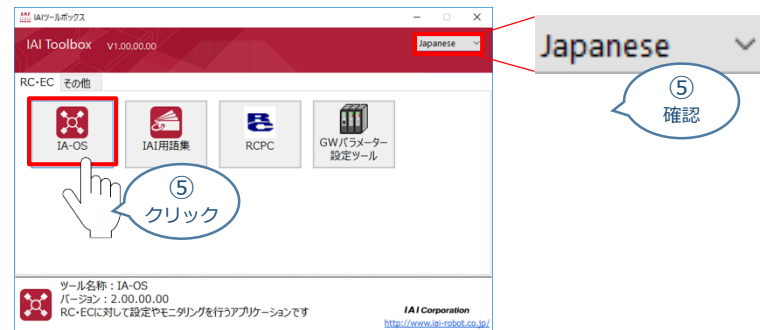 IAIツールボックス
IAI Toolbox V1.00.00.00
Japanese
Japanese
⑤
確認
RC・EC その他
IA-OS
IAI用語集
RCPC
GWパラメーター
設定ツール
⑤
クリック
ツール名称：IA-OS
バージョン：2.00.00.00
RC・ECに対して設定やモニタリングを行うアプリケーションです
IAI Corporation
http://www.iai-robot.co.jp/